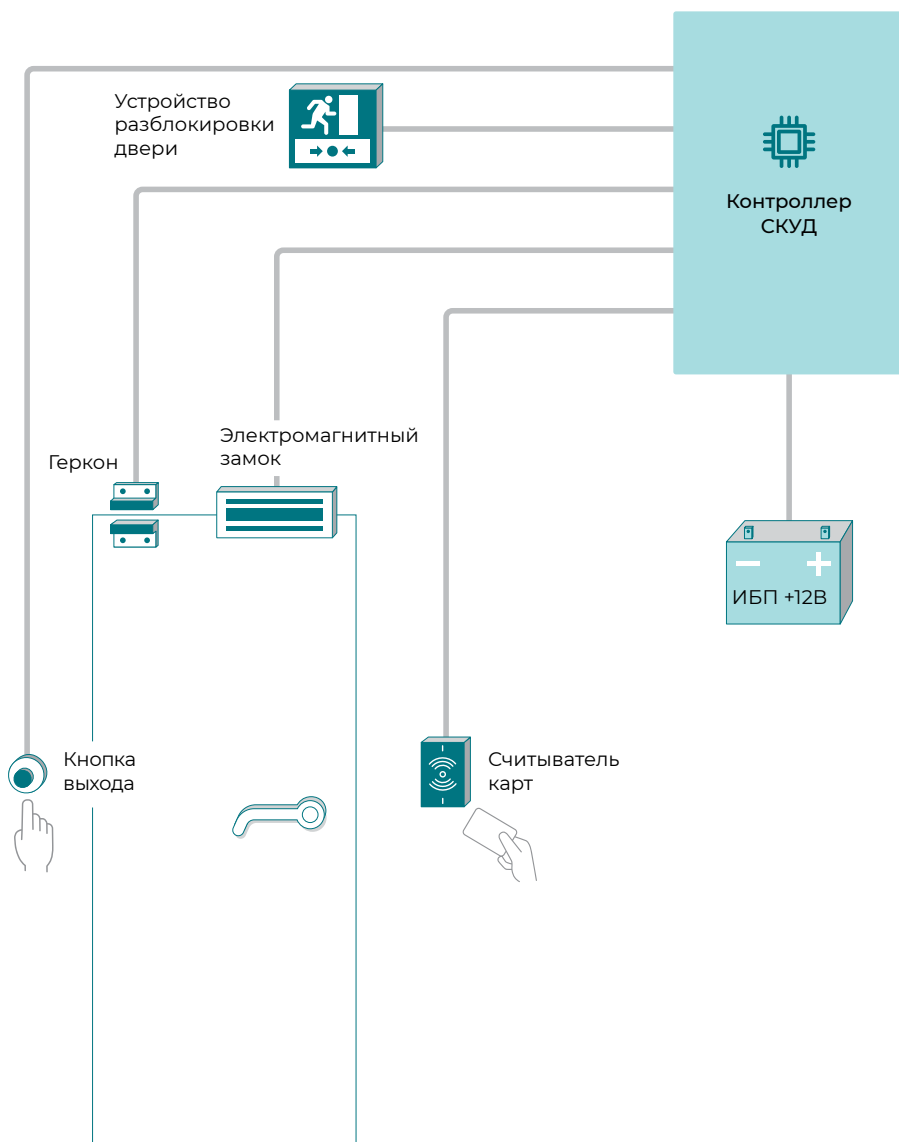 Устройство
разблокировки
двери
Контроллер
СКУД
Электромагнитный
замок
Геркон
ИБП +12В
Кнопка
выхода
Считыватель
карт